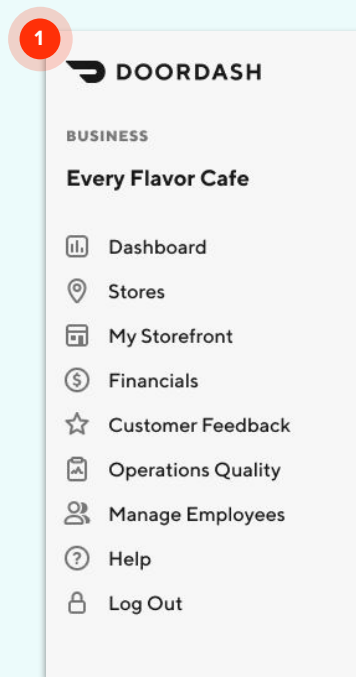 1
DOORDASH
BUSINESS
Every Flavor Cafe
Dashboard
Stores
My Storefront
Financials
Customer Feedback
Operations Quality
Manage Employees
Help
Log Out